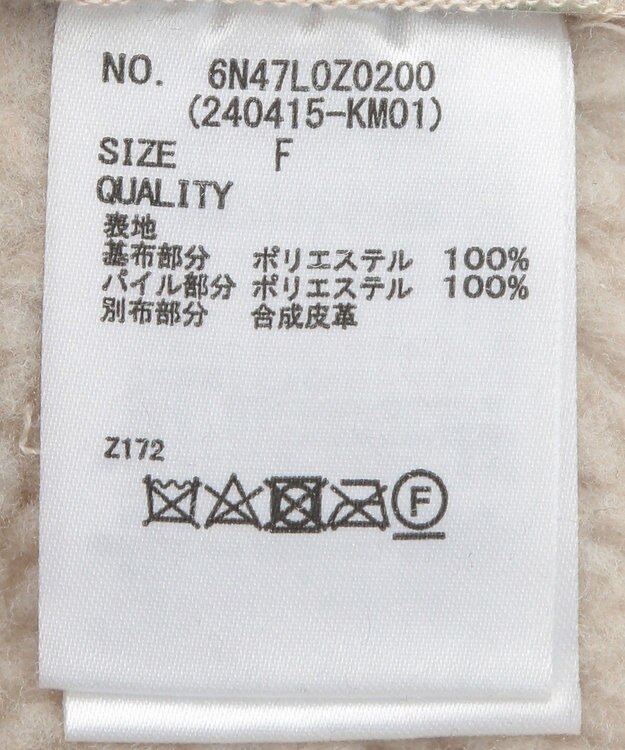 NO. 6N47L0Z0200
(240415-KM01)
SIZE F
QUALITY
表地
基布部分 ポリエステル 100%
パイル部分 ポリエステル 100%
別布部分 合成皮革
Z172
F